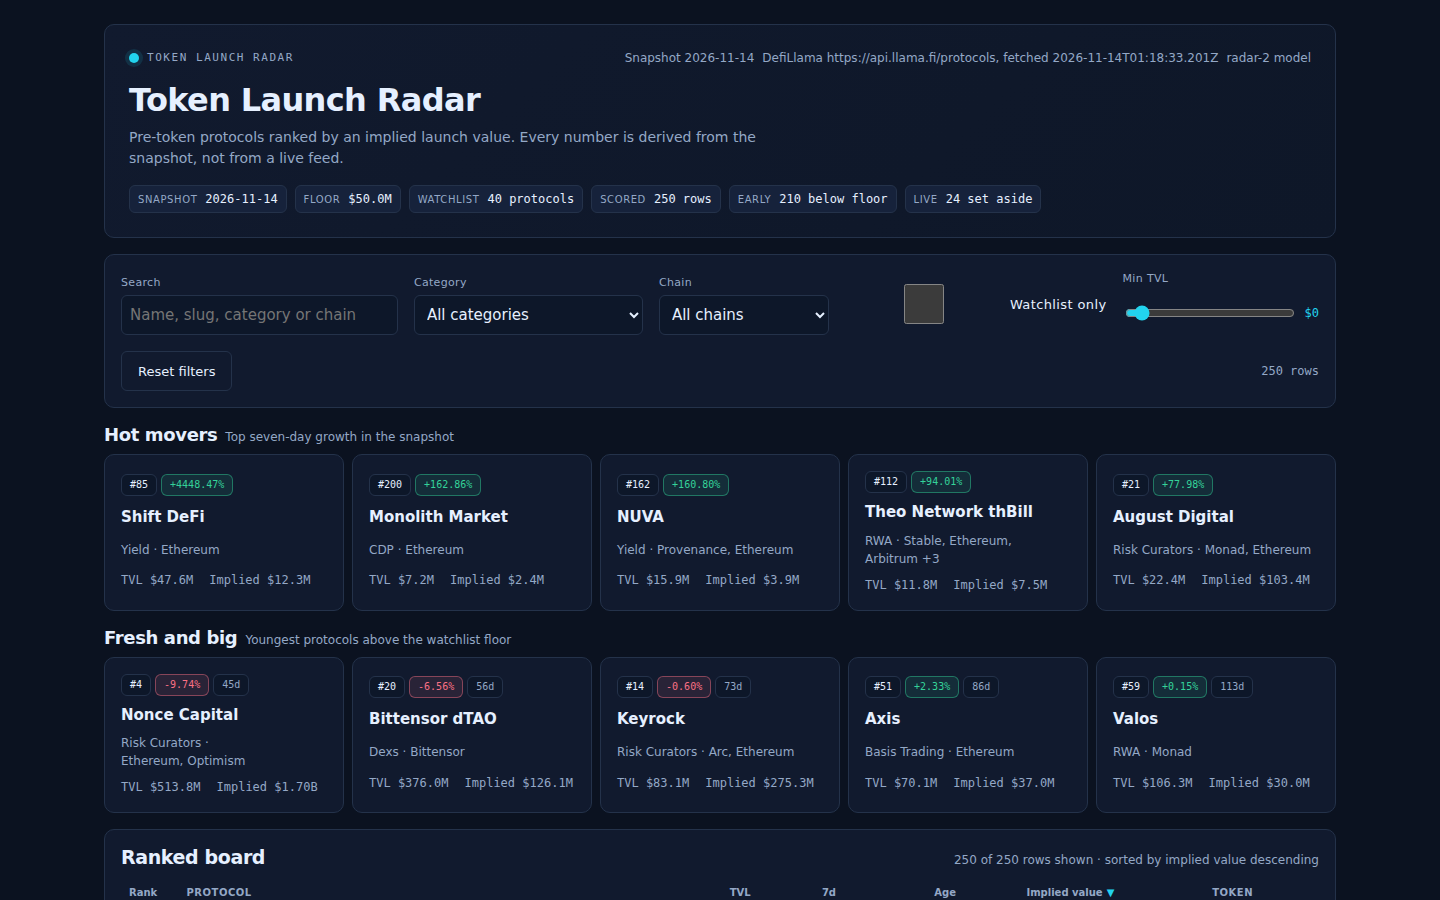 TOKEN LAUNCH RADAR
Snapshot 2026-11-14 DefiLlama https://api.llama.fi/protocols, fetched 2026-11-14T01:18:33.201Z radar-2 model
Token Launch Radar
Pre-token protocols ranked by an implied launch value. Every number is derived from the
snapshot, not from a live feed.
SNAPSHOT 2026-11-14 FLOOR $50.0M WATCHLIST 40 protocols SCORED 250 rows EARLY 210 below floor LIVE 24 set aside
Search Category Chain Min TVL
Name, slug, category or chain All categories All chains Watchlist only $0
Reset filters 250 rows
Hot movers Top seven-day growth in the snapshot
#85 +4448.47%
Shift DeFi
Yield · Ethereum
TVL $47.6M Implied $12.3M
#200 +162.86%
Monolith Market
CDP · Ethereum
TVL $7.2M Implied $2.4M
#162 +160.80%
NUVA
Yield · Provenance, Ethereum
TVL $15.9M Implied $3.9M
#112 +94.01%
Theo Network thBill
RWA · Stable, Ethereum,
Arbitrum +3
TVL $11.8M Implied $7.5M
#21 +77.98%
August Digital
Risk Curators · Monad, Ethereum
TVL $22.4M Implied $103.4M
Fresh and big Youngest protocols above the watchlist floor
#4 -9.74% 45d
Nonce Capital
Risk Curators ·
Ethereum, Optimism
TVL $513.8M Implied $1.70B
#20 -6.56% 56d
Bittensor dTAO
Dexs · Bittensor
TVL $376.0M Implied $126.1M
#14 -0.60% 73d
Keyrock
Risk Curators · Arc, Ethereum
TVL $83.1M Implied $275.3M
#51 +2.33% 86d
Axis
Basis Trading · Ethereum
TVL $70.1M Implied $37.0M
#59 +0.15% 113d
Valos
RWA · Monad
TVL $106.3M Implied $30.0M
Ranked board 250 of 250 rows shown · sorted by implied value descending
Rank PROTOCOL TVL 7d Age Implied value ▼ TOKEN